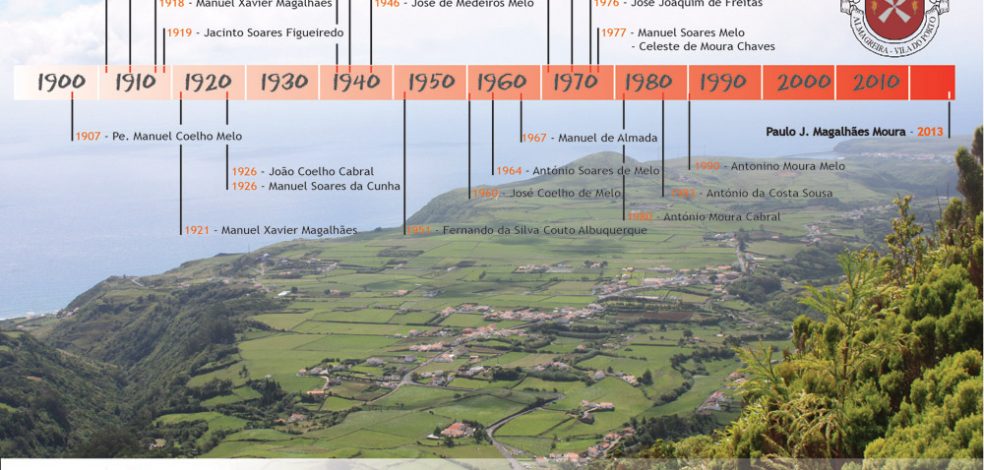 1918 - Manuel Xavier Magalhães
1946 - José de Medeiros Melo
1976 - José Joaquim de Freitas
1919 - Jacinto Soares Figueiredo
1977 - Manuel Soares Melo
- Celeste de Moura Chaves
ALMAGREIRA - VILA DO PORTO
1900 1910 1920 1930 1940 1950 1960 1970 1980 1990 2000 2010
1907 - Pe. Manuel Coelho Melo
1967 - Manuel de Almada
Paulo J. Magalhães Moura - 2013
1926 - João Coelho Cabral
1926 - Manuel Soares da Cunha
1964 - António Soares de Melo
1990 - Antonino Moura Melo
1960 - José Coelho de Melo
António da Costa Sousa
António Moura Cabral
1921 - Manuel Xavier Magalhães
1951 - Fernando da Silva Couto Albuquerque